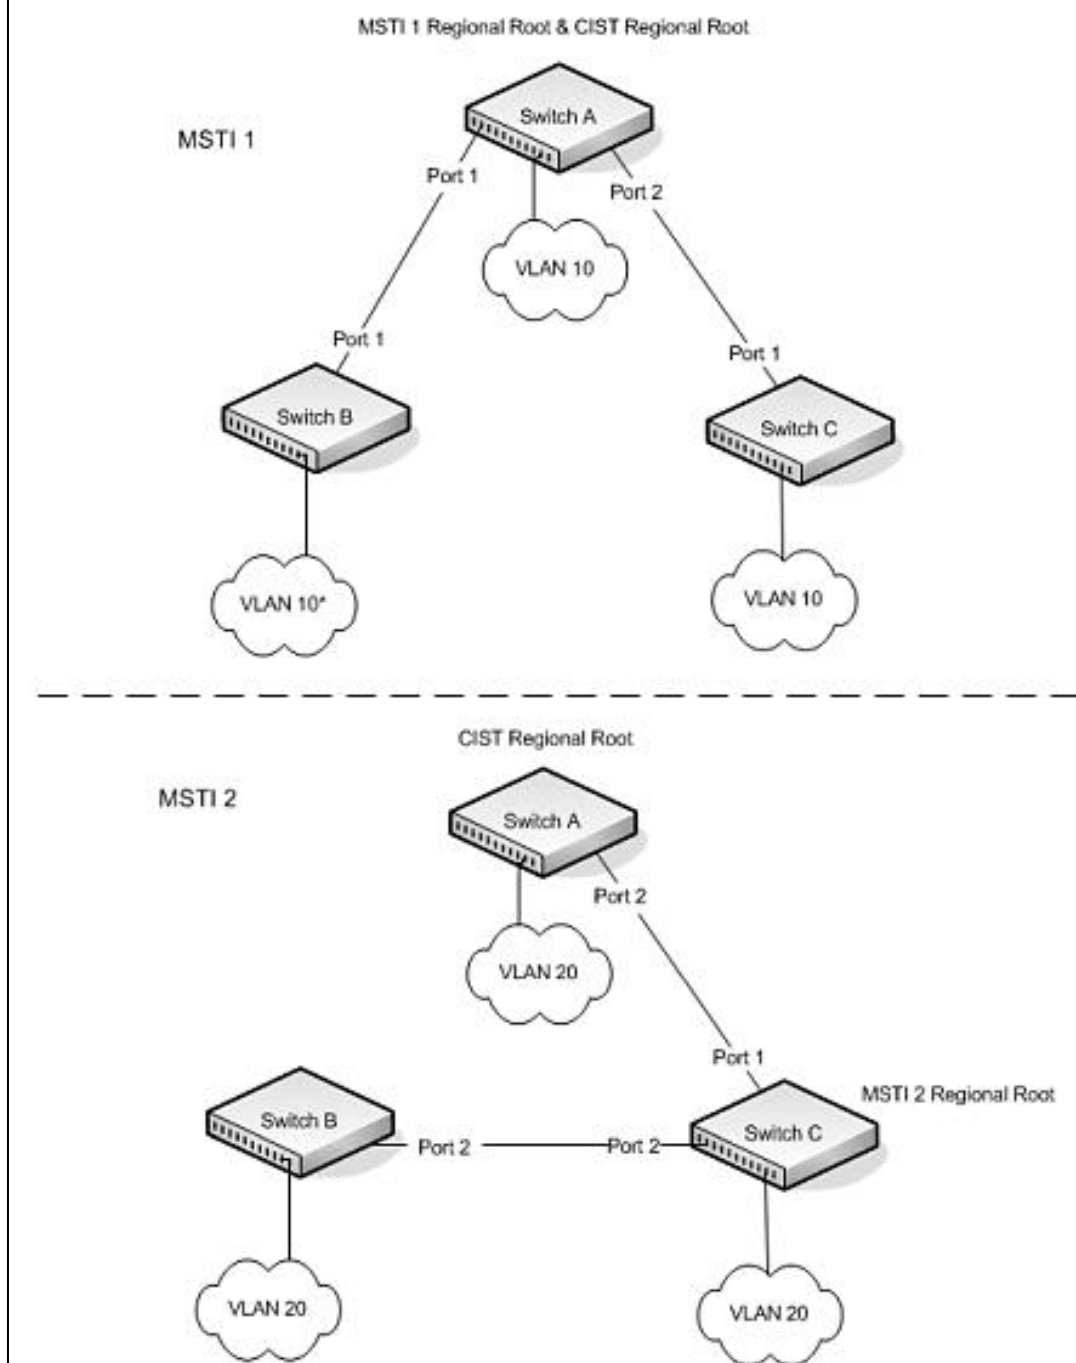 MSTI 1 Regional Root & CIST Regional Root
Switch A
MSTI 1
Port 1
Port 2
VLAN 10
Port 1
Port 1
Switch B
Switch C
VLAN 10*
VLAN 10
CIST Regional Root
MSTI 2
Switch A
Port 2
VLAN 20
Port 1
MSTI 2 Regional Root
Switch B
Switch C
Port 2
Port 2
VLAN 20
VLAN 20